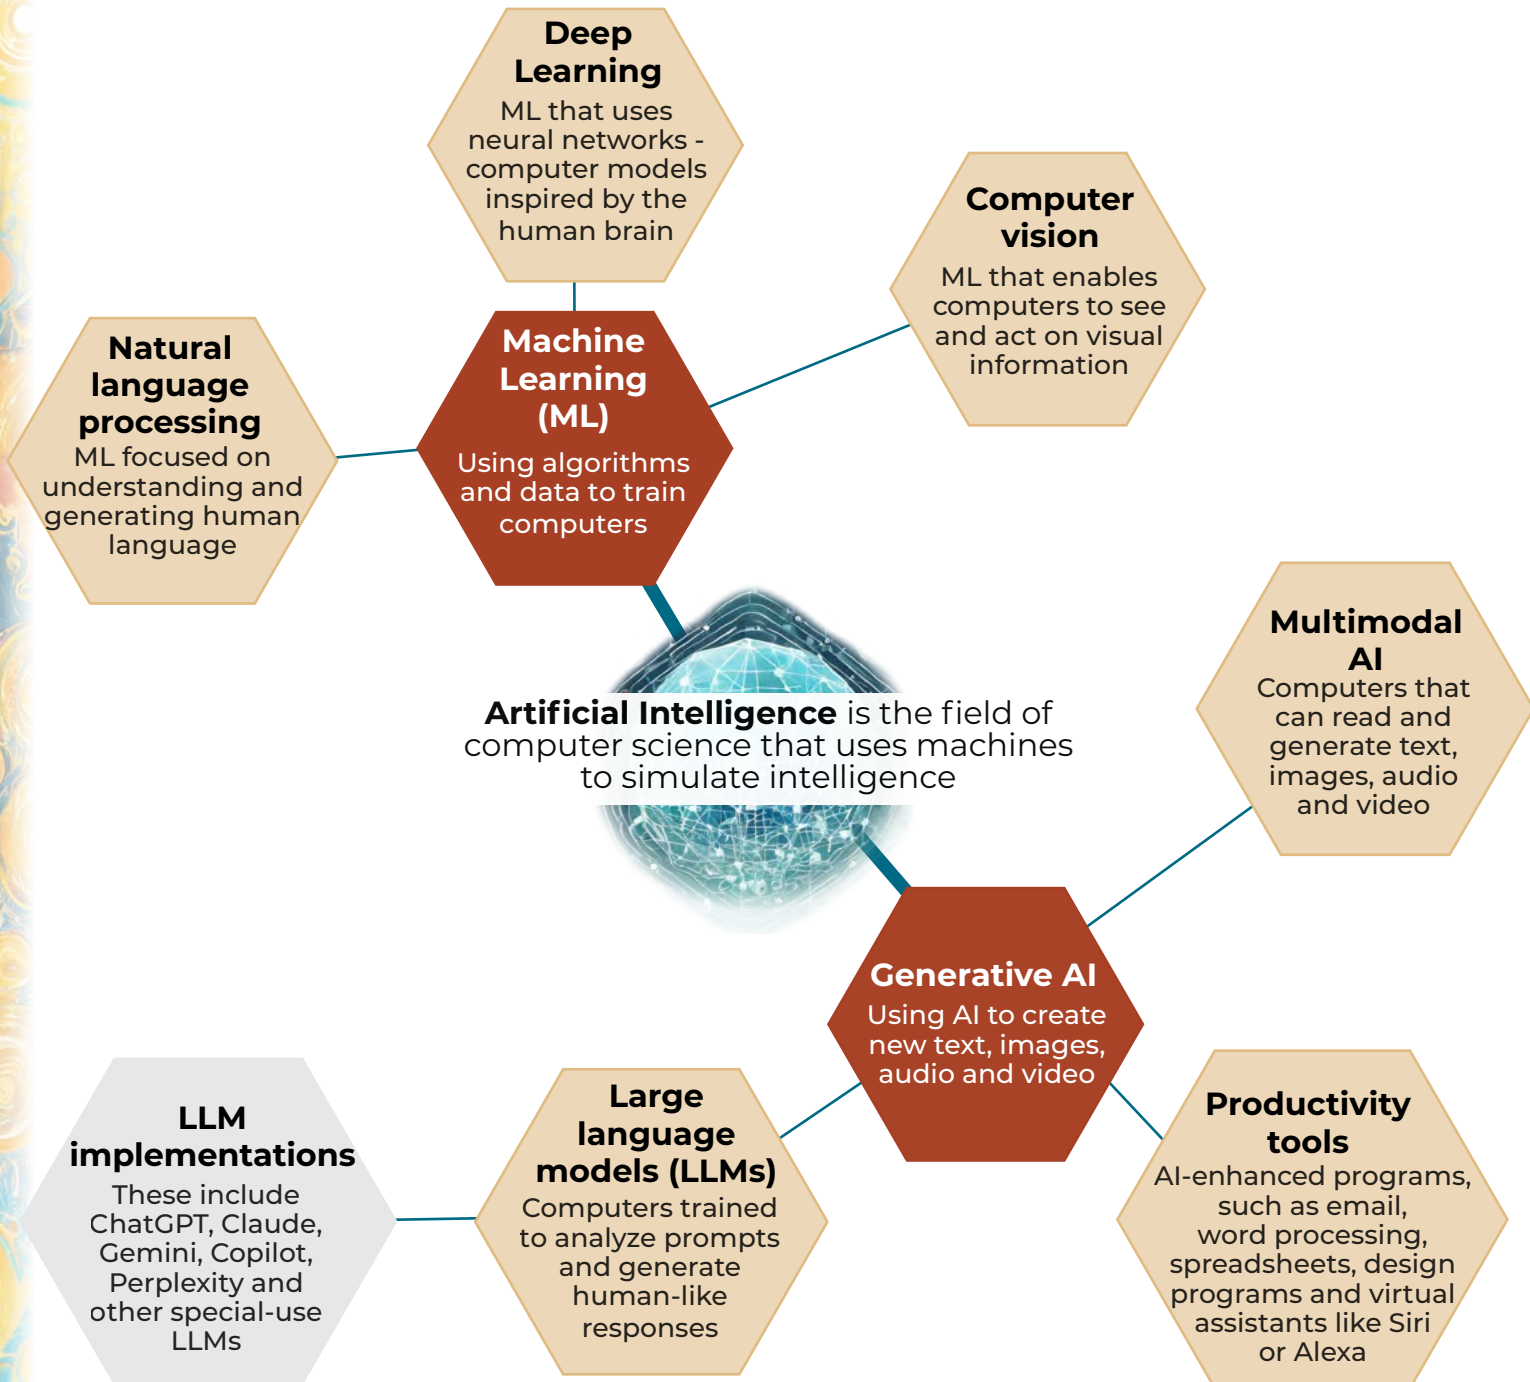 Deep
Learning
ML that uses
neural networks -
computer models
inspired by the
human brain
Computer
vision
ML that enables
computers to see
and act on visual
information
Natural
language
processing
ML focused on
understanding and
generating human
language
Machine
Learning
(ML)
Using algorithms
and data to train
computers
Artificial Intelligence is the field of
computer science that uses machines
to simulate intelligence
Multimodal
AI
Computers that
can read and
generate text,
images, audio
and video
Generative AI
Using AI to create
new text, images,
audio and video
LLM
implementations
These include
ChatGPT, Claude,
Gemini, Copilot,
Perplexity and
other special-use
LLMs
Large
language
models (LLMs)
Computers trained
to analyze prompts
and generate
human-like
responses
Productivity
tools
AI-enhanced programs,
such as email,
word processing,
spreadsheets, design
programs and virtual
assistants like Siri
or Alexa